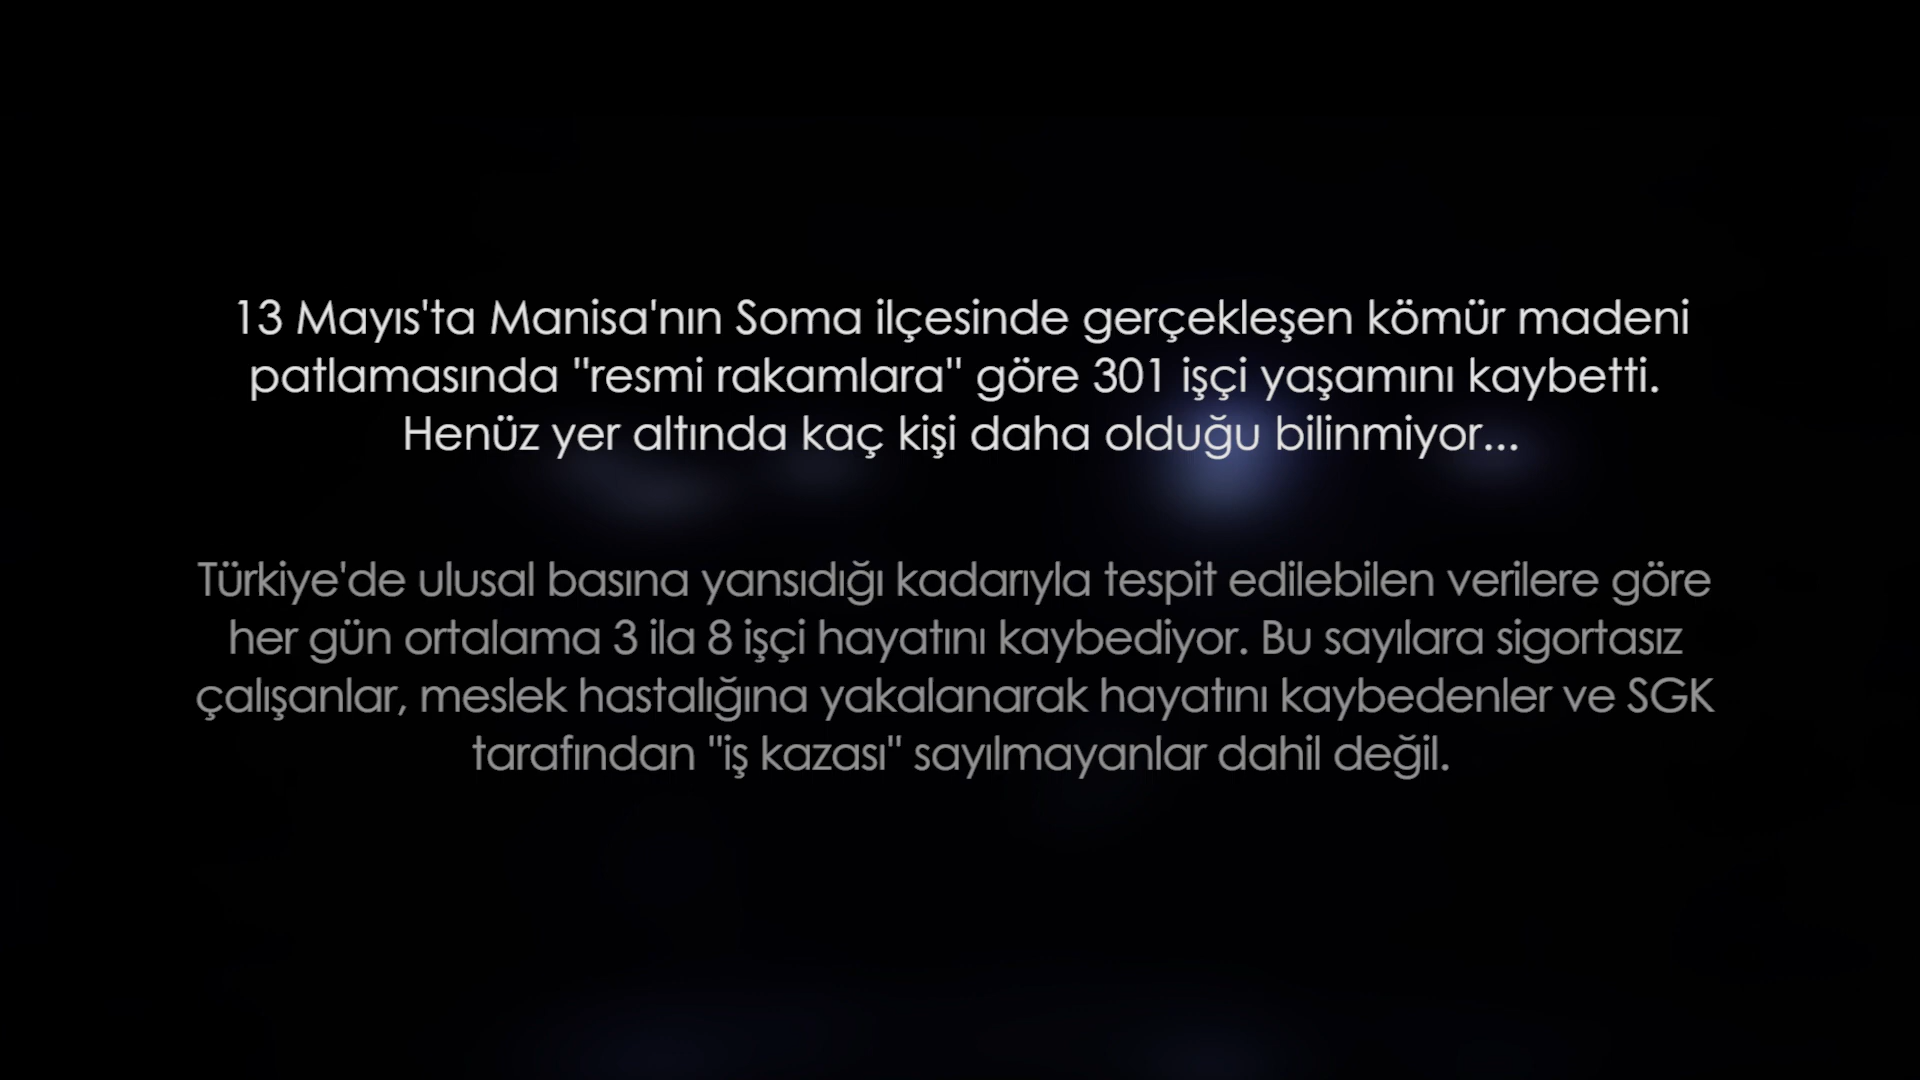 13 Mayıs'ta Manisa'nın Soma ilçesinde gerçekleşen kömür madeni
patlamasında "resmi rakamlara" göre 301 işçi yaşamını kaybetti.
Henüz yer altında kaç kişi daha olduğu bilinmiyor...
Türkiye'de ulusal basına yansıdığı kadarıyla tespit edilebilen verilere göre
her gün ortalama 3 ila 8 işçi hayatını kaybediyor. Bu sayılara sigortasız
çalışanlar, meslek hastalığına yakalanarak hayatını kaybedenler ve SGK
tarafından "iş kazası" sayılmayanlar dahil değil.